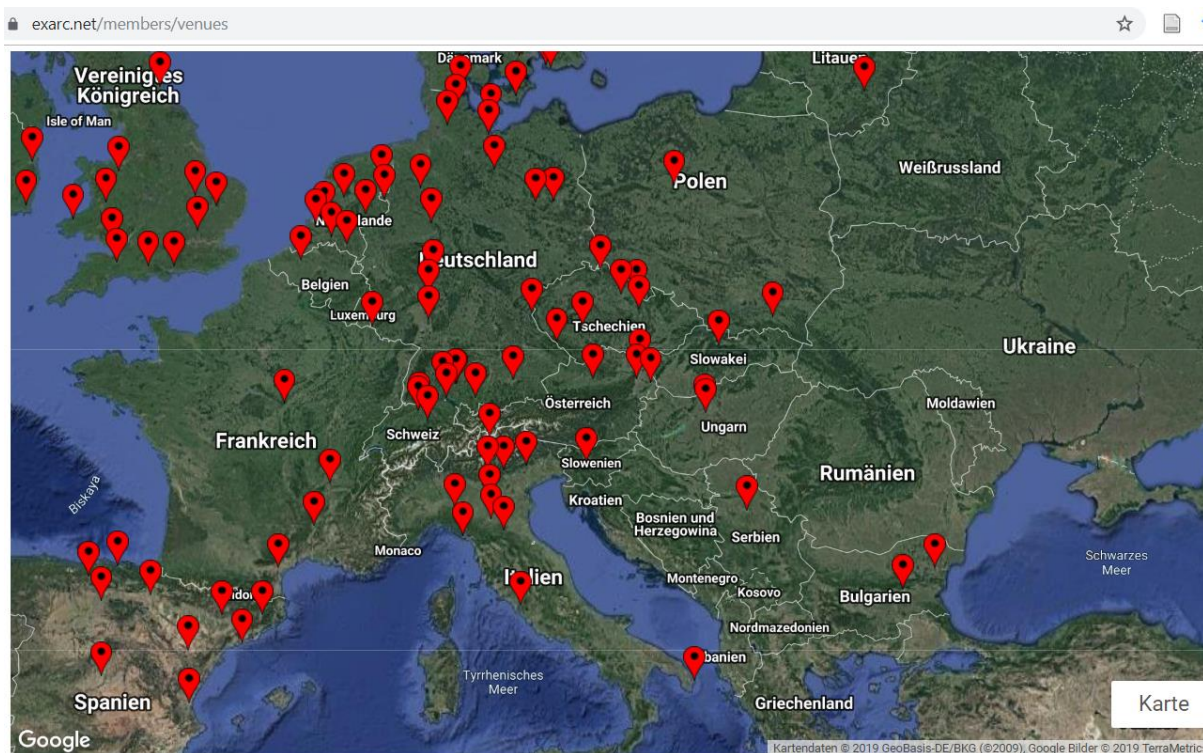 exarc.net/members/venues
Dänemark
Litauen
Vereinigtes
Königreich
Isle of Man
Weißrussland
Polen
Niederlande
Deutschland
Belgien
Luxemburg
Tschechien
Ukraine
Slowakei
Moldawien
Österreich
Frankreich
Schweiz
Ungarn
Slowenien
Rumänien
Biskaya
Kroatien
Bosnien und
Herzegowina
Serbien
Monaco
Schwarzes
Meer
Italien
Montenegro
Kosovo
Bulgarien
Nordmazedonien
Albanien
Tyrrhenisches
Meer
Spanien
Griechenland
Karte
Google
Kartendaten © 2019 GeoBasis-DE/BKG (©2009), Google Bilder © 2019 TerraMetric